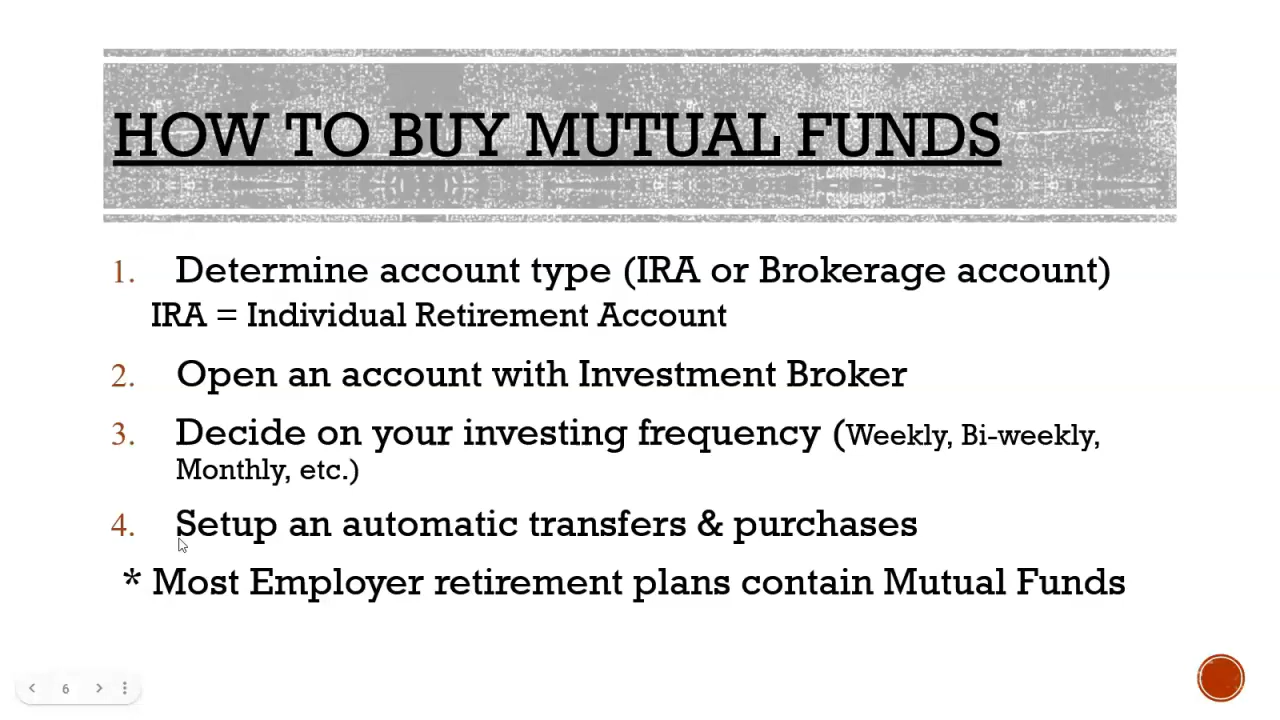 HOW TO BUY MUTUAL FUNDS
1. Determine account type (IRA or Brokerage account)
IRA = Individual Retirement Account
2. Open an account with Investment Broker
3. Decide on your investing frequency (Weekly, Bi-weekly,
Monthly, etc.)
4. Setup an automatic transfers & purchases
* Most Employer retirement plans contain Mutual Funds
6